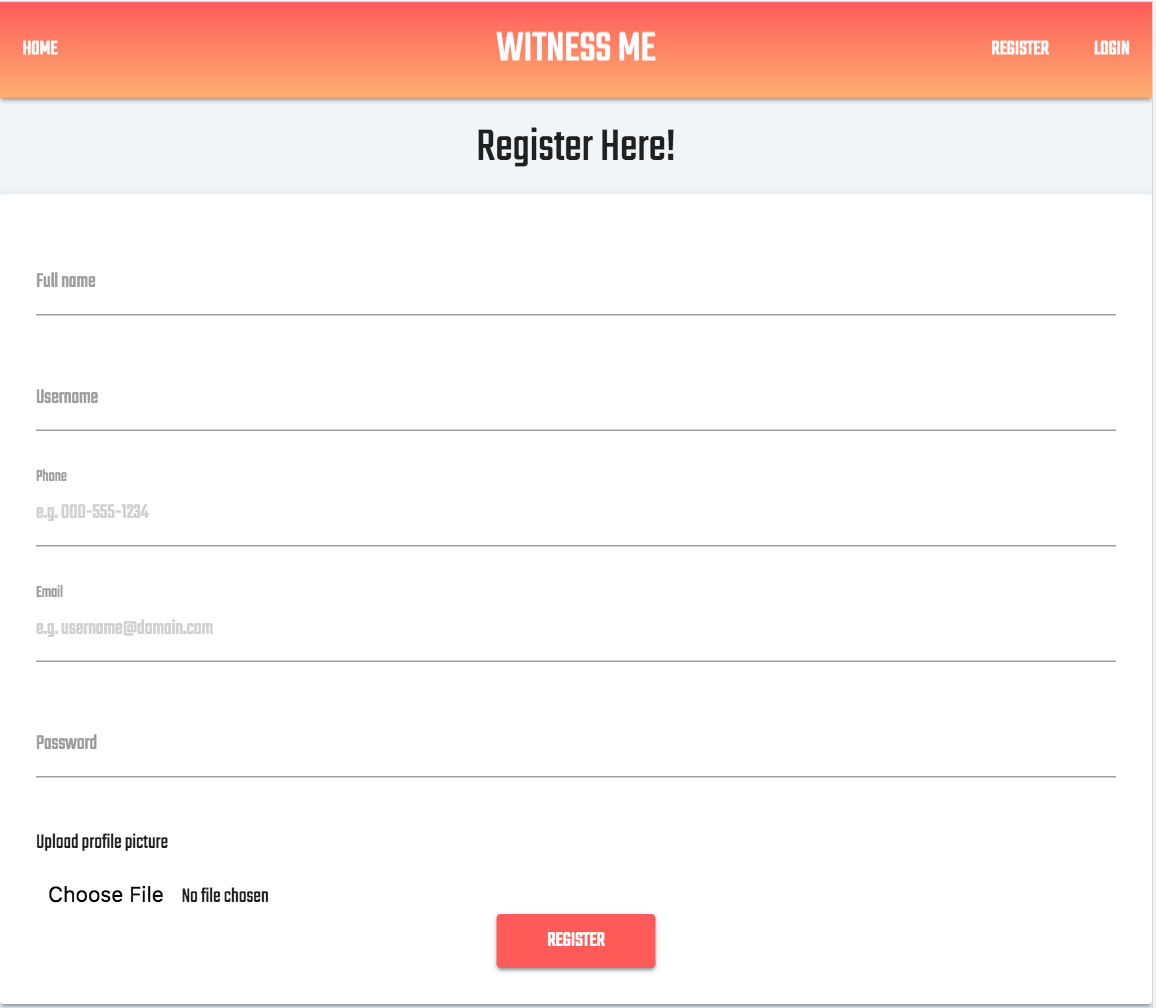 HOME WITNESS ME REGISTER LOGIN
Register Here!
Full name
Username
Phone
e.g. 000-555-1234
Email
e.g. username@domain.com
Password
Upload profile picture
Choose File No file chosen
REGISTER